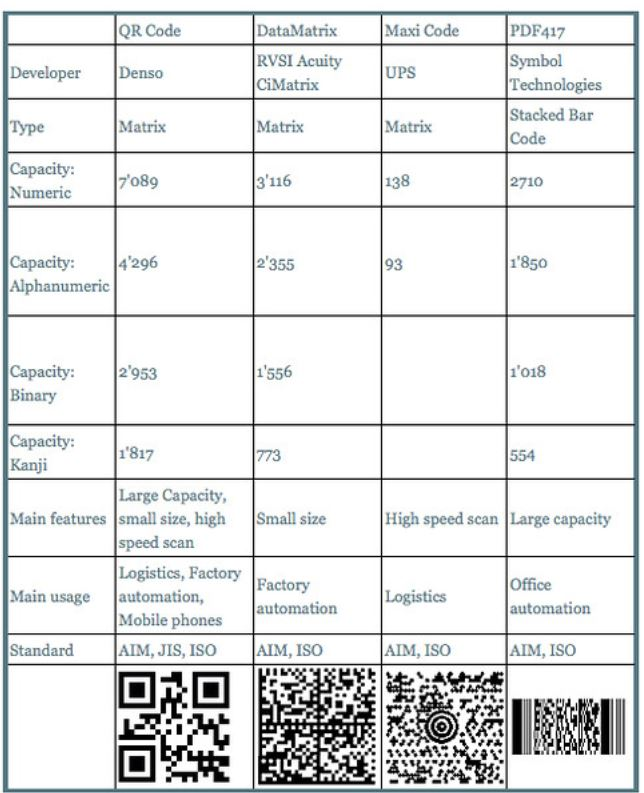 QR Code DataMatrix Maxi Code PDF417
Developer Denso RVSI Acuity CiMatrix UPS Symbol Technologies
Type Matrix Matrix Matrix Stacked Bar Code
Capacity: Numeric 7'089 3'116 138 2710
Capacity: Alphanumeric 4'296 2'355 93 1'850
Capacity: Binary 2'953 1'556 1'018
Capacity: Kanji 1'817 773 554
Main features Large Capacity, small size, high speed scan Small size High speed scan Large capacity
Main usage Logistics, Factory automation, Mobile phones Factory automation Logistics Office automation
Standard AIM, JIS, ISO AIM, ISO AIM, ISO AIM, ISO